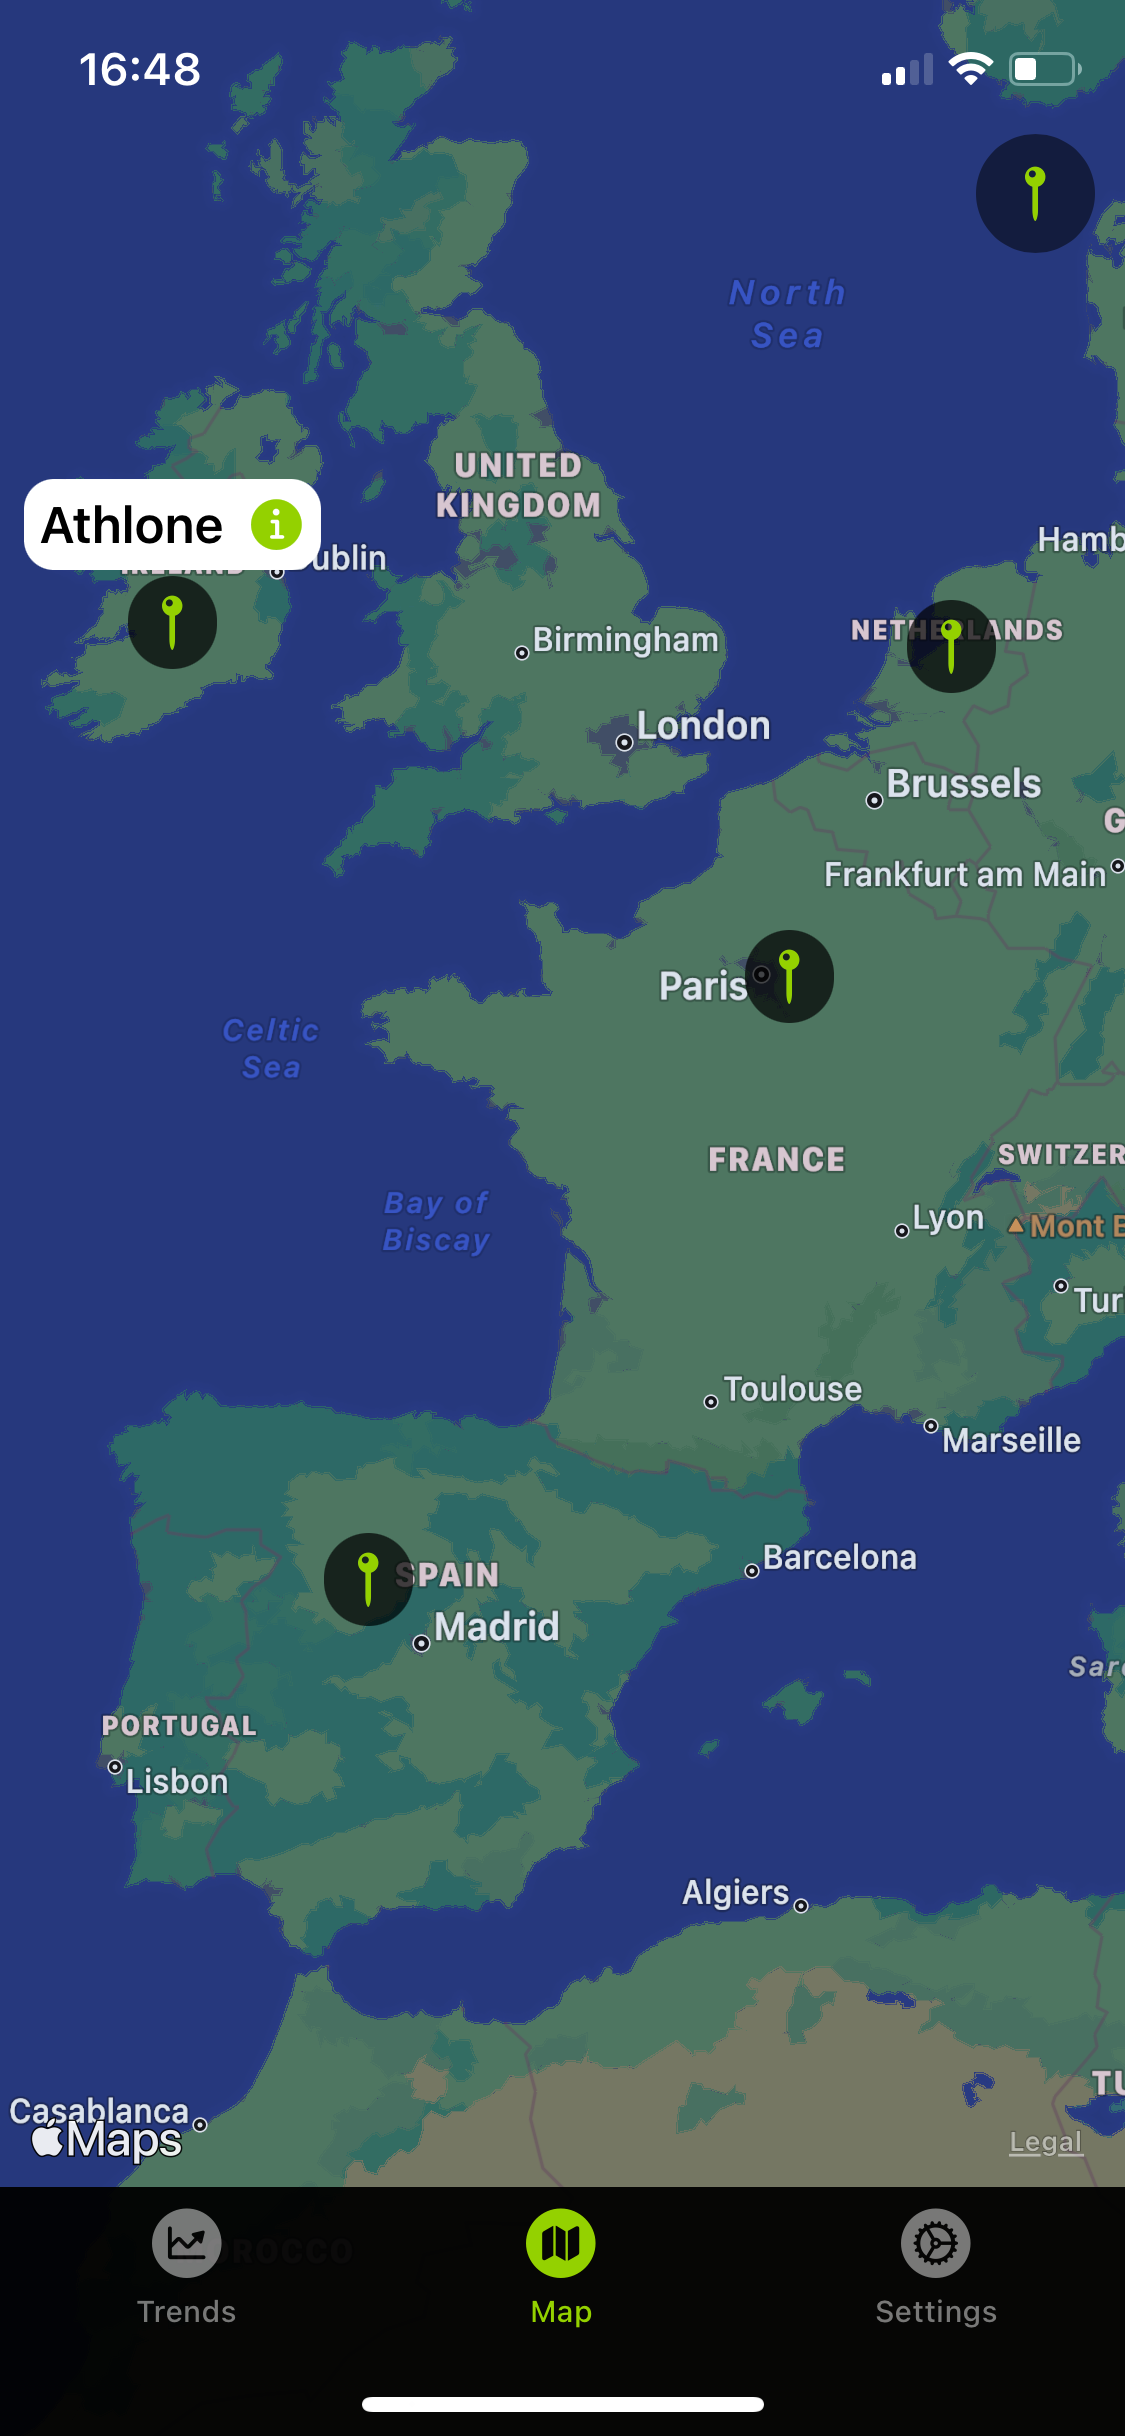 16:48
North
Sea
UNITED
KINGDOM
Athlone
IRELAND
ublin
Hamb
NETHERLANDS
Birmingham
London
Brussels
G
Frankfurt am Main
Paris
Celtic
Sea
FRANCE
SWITZER
Bay of
Biscay
Lyon
Mont B
Tur
Toulouse
Marseille
Barcelona
SPAIN
Madrid
Sar
PORTUGAL
Lisbon
Algiers
TU
Casablanca
Maps
Legal
OROCCO
Trends
Map
Settings